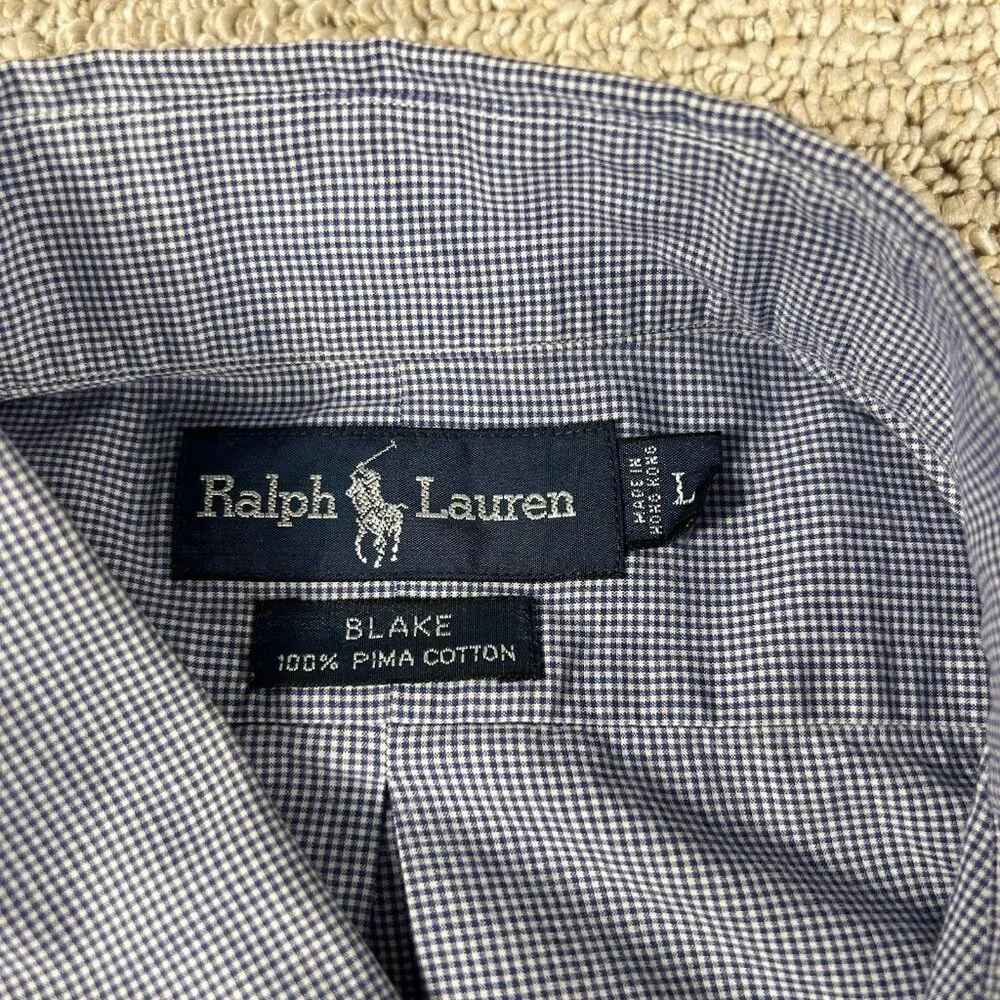 Ralph Lauren
MADE IN
HONG KONG
L
BLAKE
100% PIMA COTTON